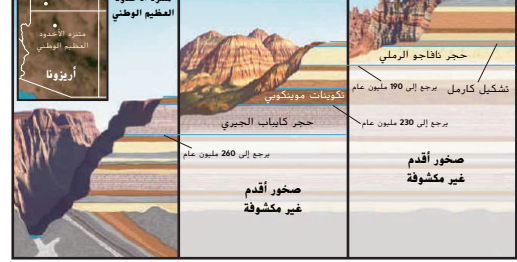 متنزه الأخدود
العظيم الوطني
متنزه الأخدود
العظيم الوطني
أريزونا
حجر نافاجو الرملي
تشكيل كارمل
يرجع إلى 190 مليون عام
تكوينات موينكوبي
حجر كايباب الجيري
يرجع إلى 230 مليون عام
يرجع إلى 260 مليون عام
صخور أقدم
غير مكشوفة
صخور أقدم
غير مكشوفة